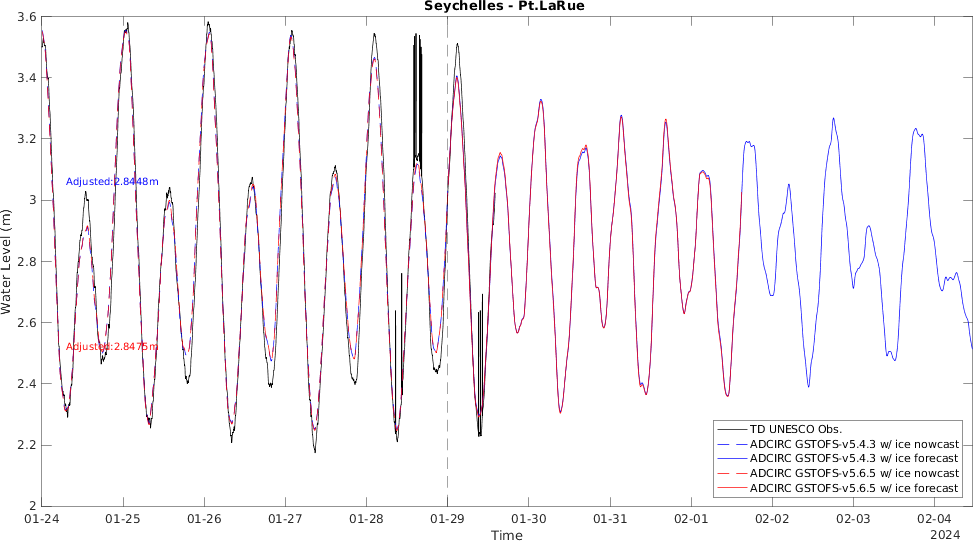 Seychelles - Pt.LaRue
3.6
3.4
3.2
3
2.8
2.6
2.4
2.2
2
Water Level (m)
Adjusted:2.8448m
Adjusted:2.8475m
TD UNESCO Obs.
ADCIRC GSTOFS-v5.4.3 w/ ice nowcast
ADCIRC GSTOFS-v5.4.3 w/ ice forecast
ADCIRC GSTOFS-v5.6.5 w/ ice nowcast
ADCIRC GSTOFS-v5.6.5 w/ ice forecast
01-24 01-25 01-26 01-27 01-28 01-29 01-30 01-31 02-01 02-02 02-03 02-04
Time
2024